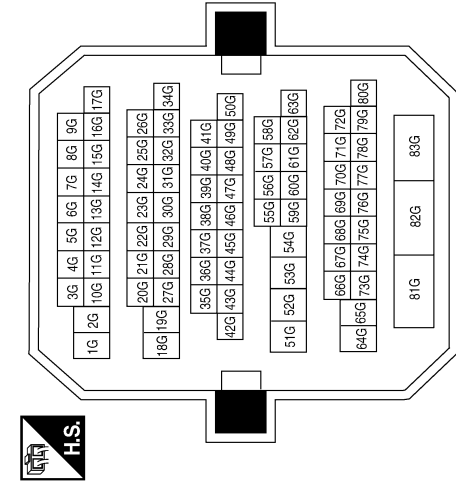 H.S.
3G 4G 5G 6G 7G 8G 9G
1G 2G 10G 11G 12G 13G 14G 15G 16G 17G
20G 21G 22G 23G 24G 25G 26G
18G 19G 27G 28G 29G 30G 31G 32G 33G 34G
35G 36G 37G 38G 39G 40G 41G
42G 43G 44G 45G 46G 47G 48G 49G 50G
55G 56G 57G 58G
51G 52G 53G 54G 59G 60G 61G 62G 63G
66G 67G 68G 69G 70G 71G 72G
64G 65G 73G 74G 75G 76G 77G 78G 79G 80G
81G 82G 83G